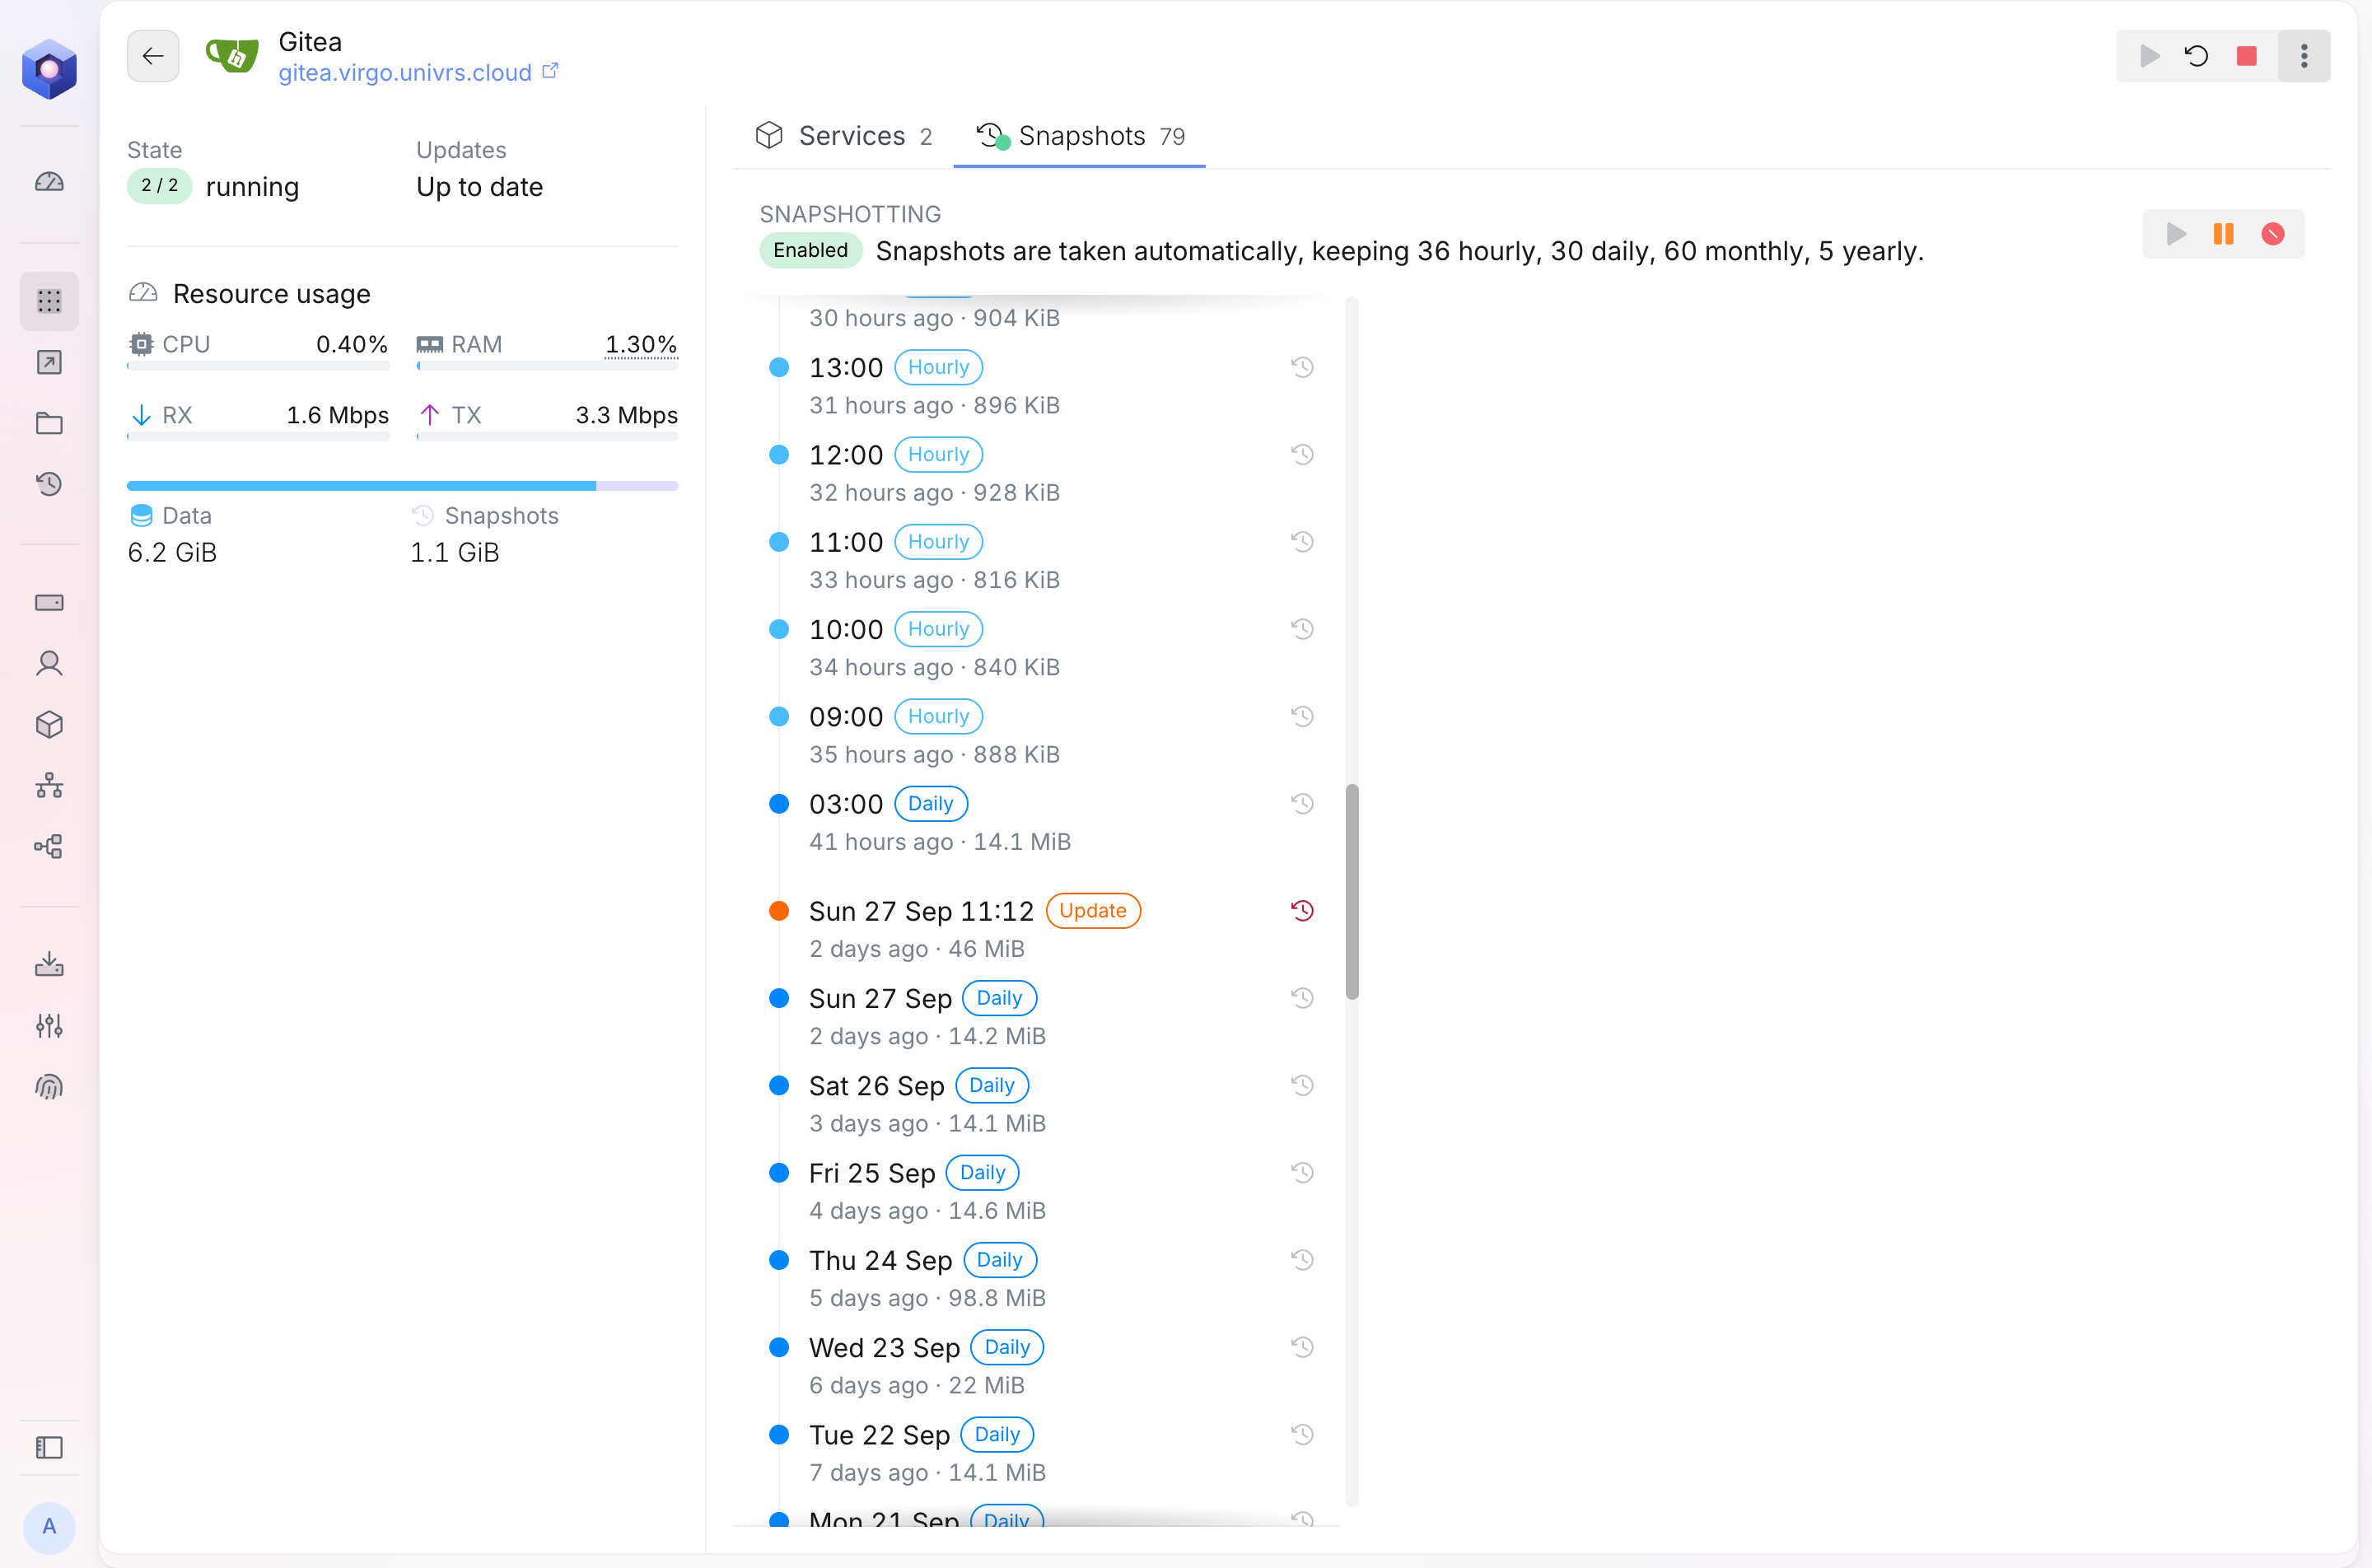 Gitea
gitea.virgo.univrs.cloud
State
2 / 2 running
Updates
Up to date
Resource usage
CPU 0.40%
RAM 1.30%
RX 1.6 Mbps
TX 3.3 Mbps
Data
6.2 GiB
Snapshots
1.1 GiB
A
Services 2
Snapshots 79
SNAPSHOTTING
Enabled Snapshots are taken automatically, keeping 36 hourly, 30 daily, 60 monthly, 5 yearly.
30 hours ago · 904 KiB
13:00 Hourly
31 hours ago · 896 KiB
12:00 Hourly
32 hours ago · 928 KiB
11:00 Hourly
33 hours ago · 816 KiB
10:00 Hourly
34 hours ago · 840 KiB
09:00 Hourly
35 hours ago · 888 KiB
03:00 Daily
41 hours ago · 14.1 MiB
Sun 27 Sep 11:12 Update
2 days ago · 46 MiB
Sun 27 Sep Daily
2 days ago · 14.2 MiB
Sat 26 Sep Daily
3 days ago · 14.1 MiB
Fri 25 Sep Daily
4 days ago · 14.6 MiB
Thu 24 Sep Daily
5 days ago · 98.8 MiB
Wed 23 Sep Daily
6 days ago · 22 MiB
Tue 22 Sep Daily
7 days ago · 14.1 MiB
Mon 21 Sep Daily